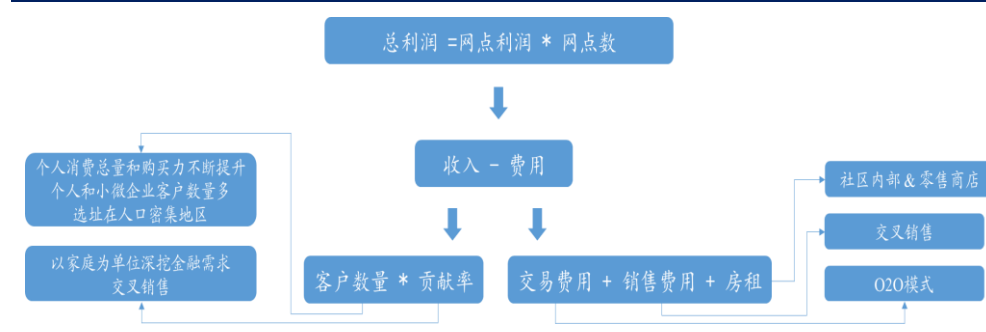 总利润 =网点利润 * 网点数
收入 - 费用
个人消费总量和购买力不断提升
个人和小微企业客户数量多
选址在人口密集地区
以家庭为单位深挖金融需求
交叉销售
客户数量 * 贡献率
交易费用 + 销售费用 + 房租
社区内部&零售商店
交叉销售
O2O模式